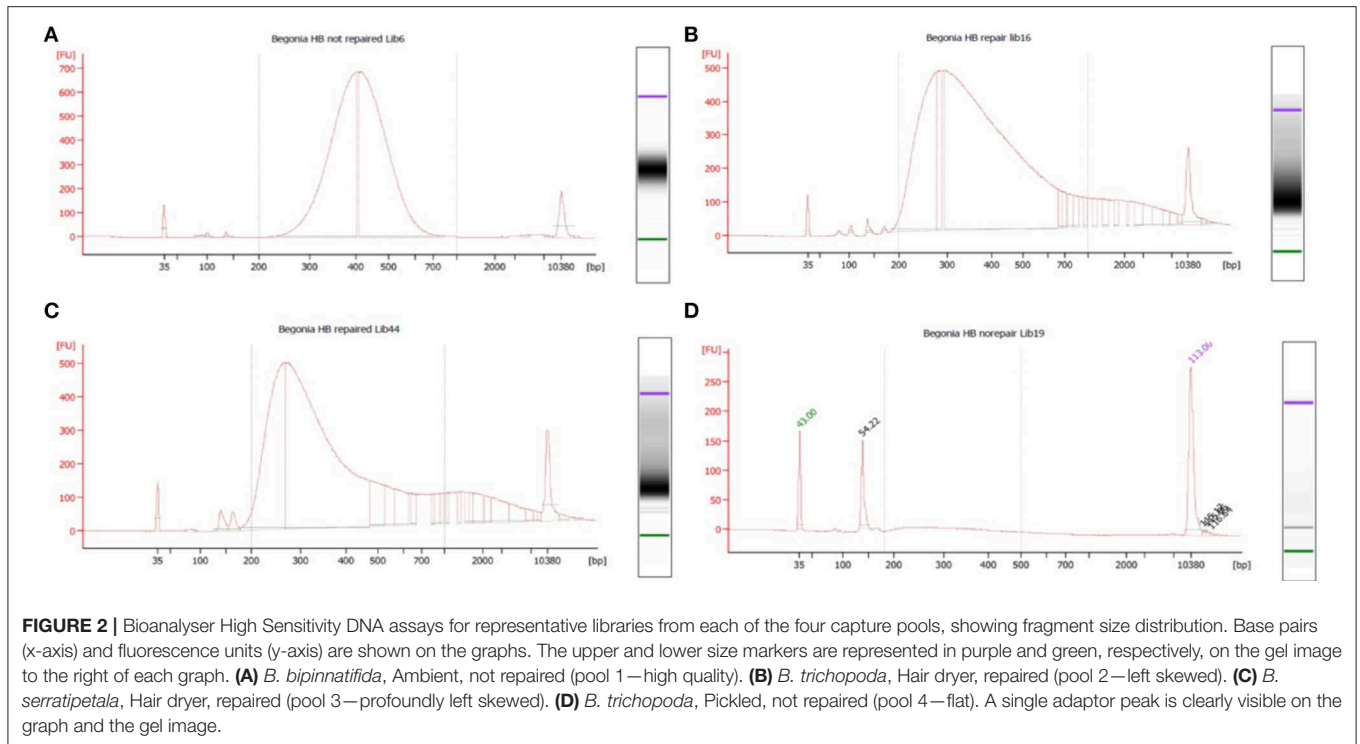 A
Begonia HB not repaired Lib6
[FU]
700
600
500
400
300
200
100
0
35 100 200 300 400 500 700 2000 10380 [bp]
B
Begonia HB repair lib16
[FU]
500
400
300
200
100
0
35 100 200 300 400 500 700 2000 10380 [bp]
C
Begonia HB repaired Lib44
[FU]
500
400
300
200
100
0
35 100 200 300 400 500 700 2000 10380 [bp]
D
Begonia HB norepair Lib19
[FU]
250
200
150
100
50
0
43.00
54.22
35 100 200 300 400 500 700 2000 10380 [bp]
FIGURE 2 | Bioanalyser High Sensitivity DNA assays for representative libraries from each of the four capture pools, showing fragment size distribution. Base pairs
(x-axis) and fluorescence units (y-axis) are shown on the graphs. The upper and lower size markers are represented in purple and green, respectively, on the gel image
to the right of each graph. (A) B. bipinnatifida, Ambient, not repaired (pool 1—high quality). (B) B. trichopoda, Hair dryer, repaired (pool 2—left skewed). (C) B.
serratipetala, Hair dryer, repaired (pool 3—profoundly left skewed). (D) B. trichopoda, Pickled, not repaired (pool 4—flat). A single adaptor peak is clearly visible on the
graph and the gel image.